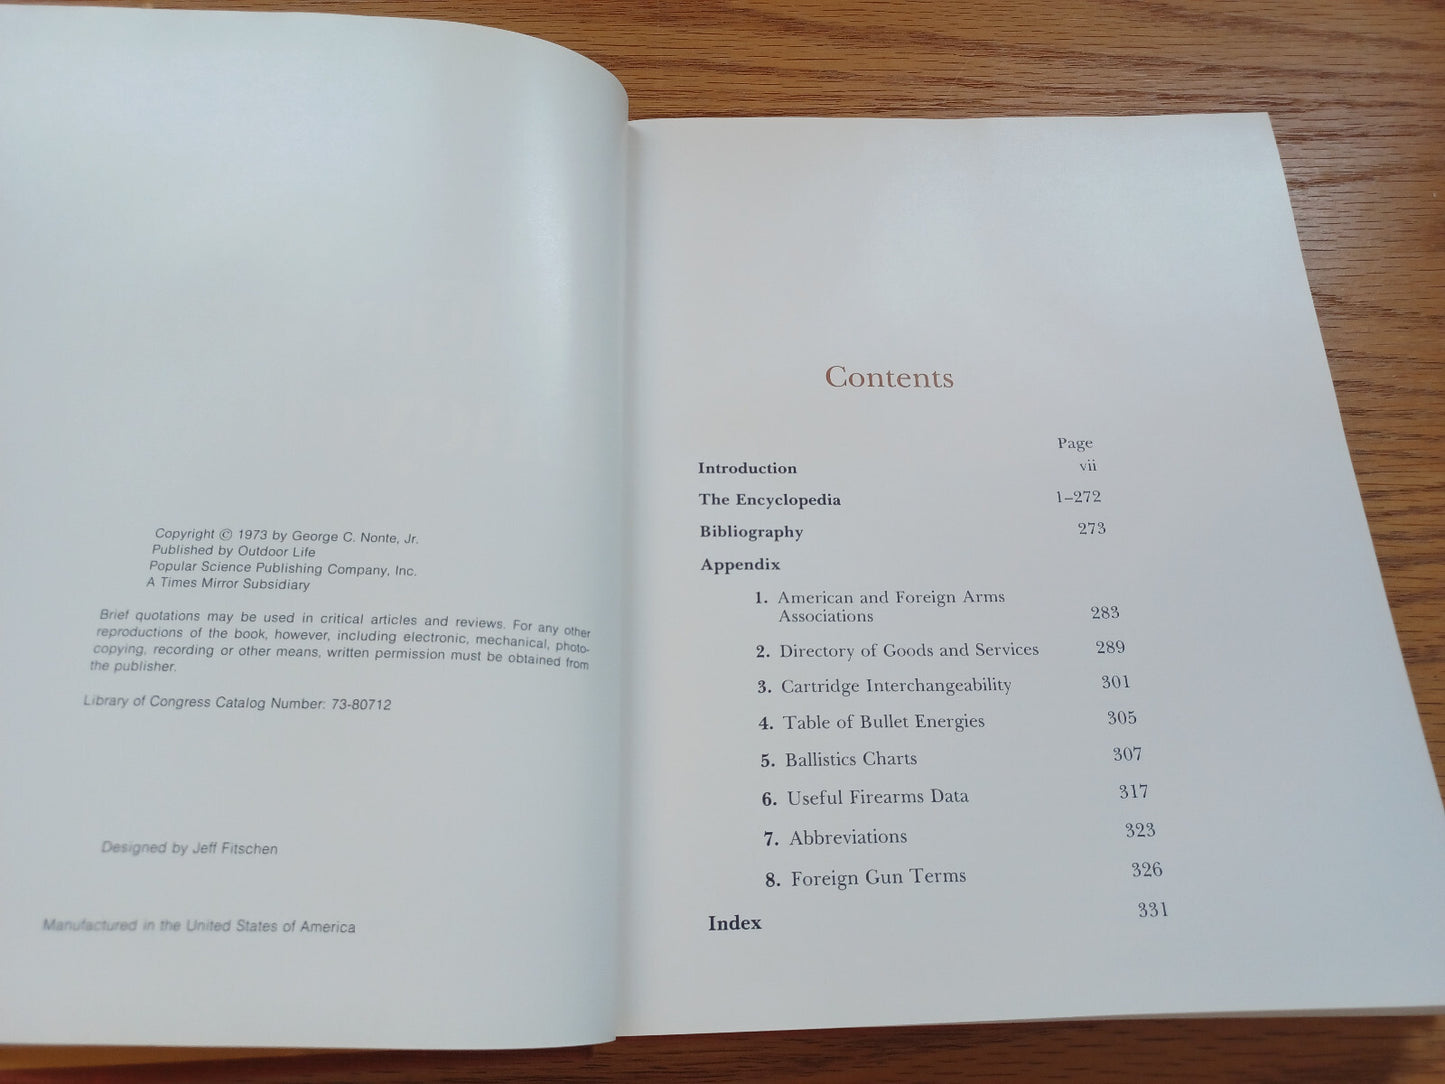 Copyright © 1973 by George C. Nonte, Jr.
Published by Outdoor Life
Popular Science Publishing Company, Inc.
A Times Mirror Subsidiary
Brief quotations may be used in critical articles and reviews. For any other
reproductions of the book, however, including electronic, mechanical, photo-
copying, recording or other means, written permission must be obtained from
the publisher.
Library of Congress Catalog Number: 73-80712
Designed by Jeff Fitschen
Manufactured in the United States of America
Contents
Page
Introduction vii
The Encyclopedia 1–272
Bibliography 273
Appendix
1. American and Foreign Arms
Associations 283
2. Directory of Goods and Services 289
3. Cartridge Interchangeability 301
4. Table of Bullet Energies 305
5. Ballistics Charts 307
6. Useful Firearms Data 317
7. Abbreviations 323
8. Foreign Gun Terms 326
Index 331